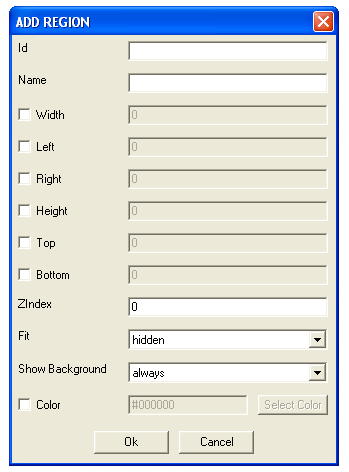 ADD REGION
Id
Name
Width 0
Left 0
Right 0
Height 0
Top 0
Bottom 0
ZIndex 0
Fit hidden
Show Background always
Color #000000 Select Color
Ok Cancel